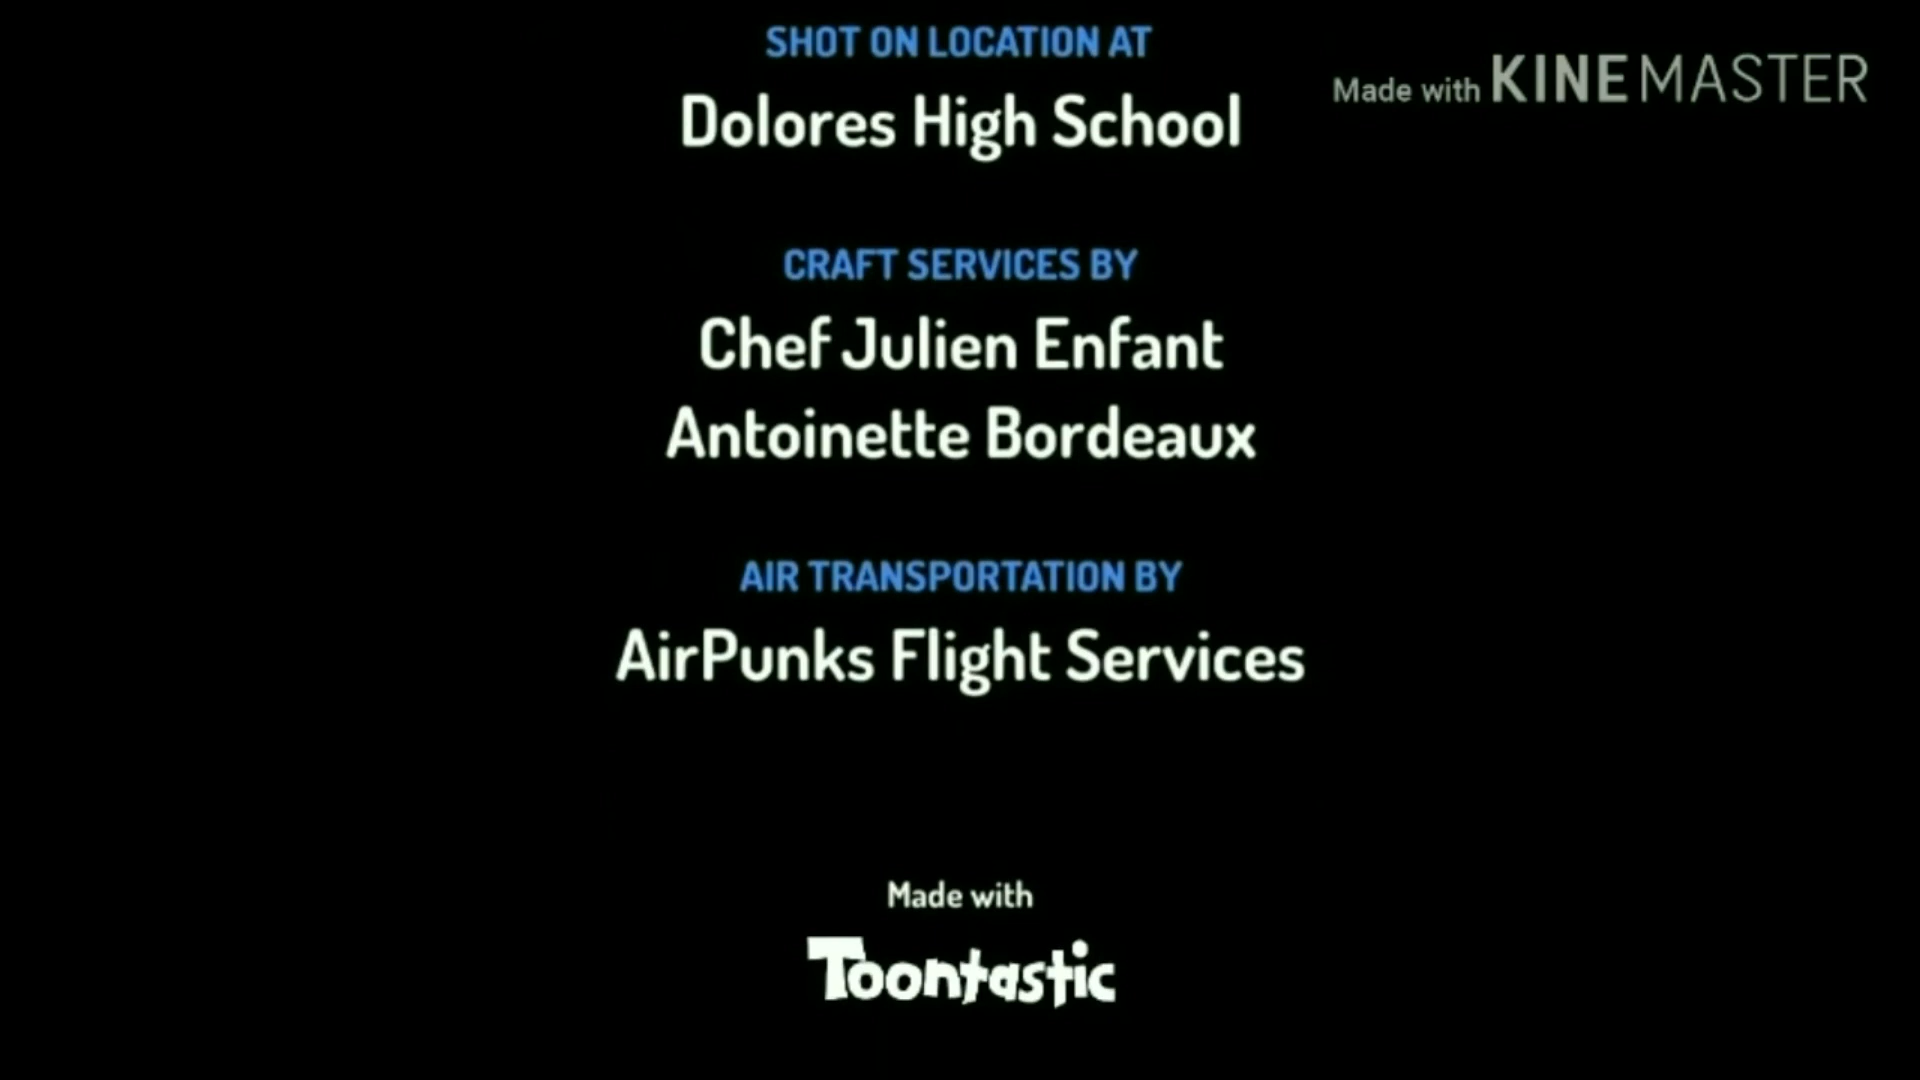 SHOT ON LOCATION AT
Dolores High School
Made with KINEMASTER
CRAFT SERVICES BY
Chef Julien Enfant
Antoinette Bordeaux
AIR TRANSPORTATION BY
AirPunks Flight Services
Made with
Toontastic